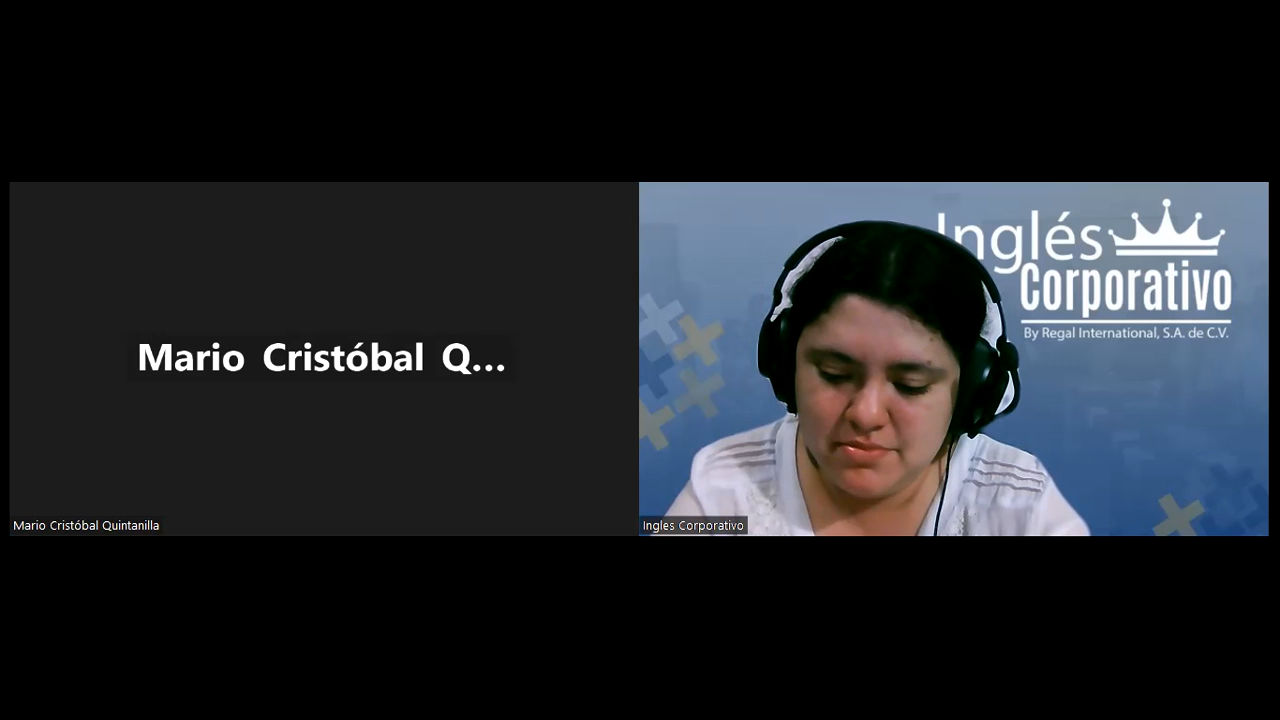 Mario Cristóbal Q...
Mario Cristóbal Quintanilla
Inglés
Corporativo
By Regal International, S.A. de C.V.
Ingles Corporativo